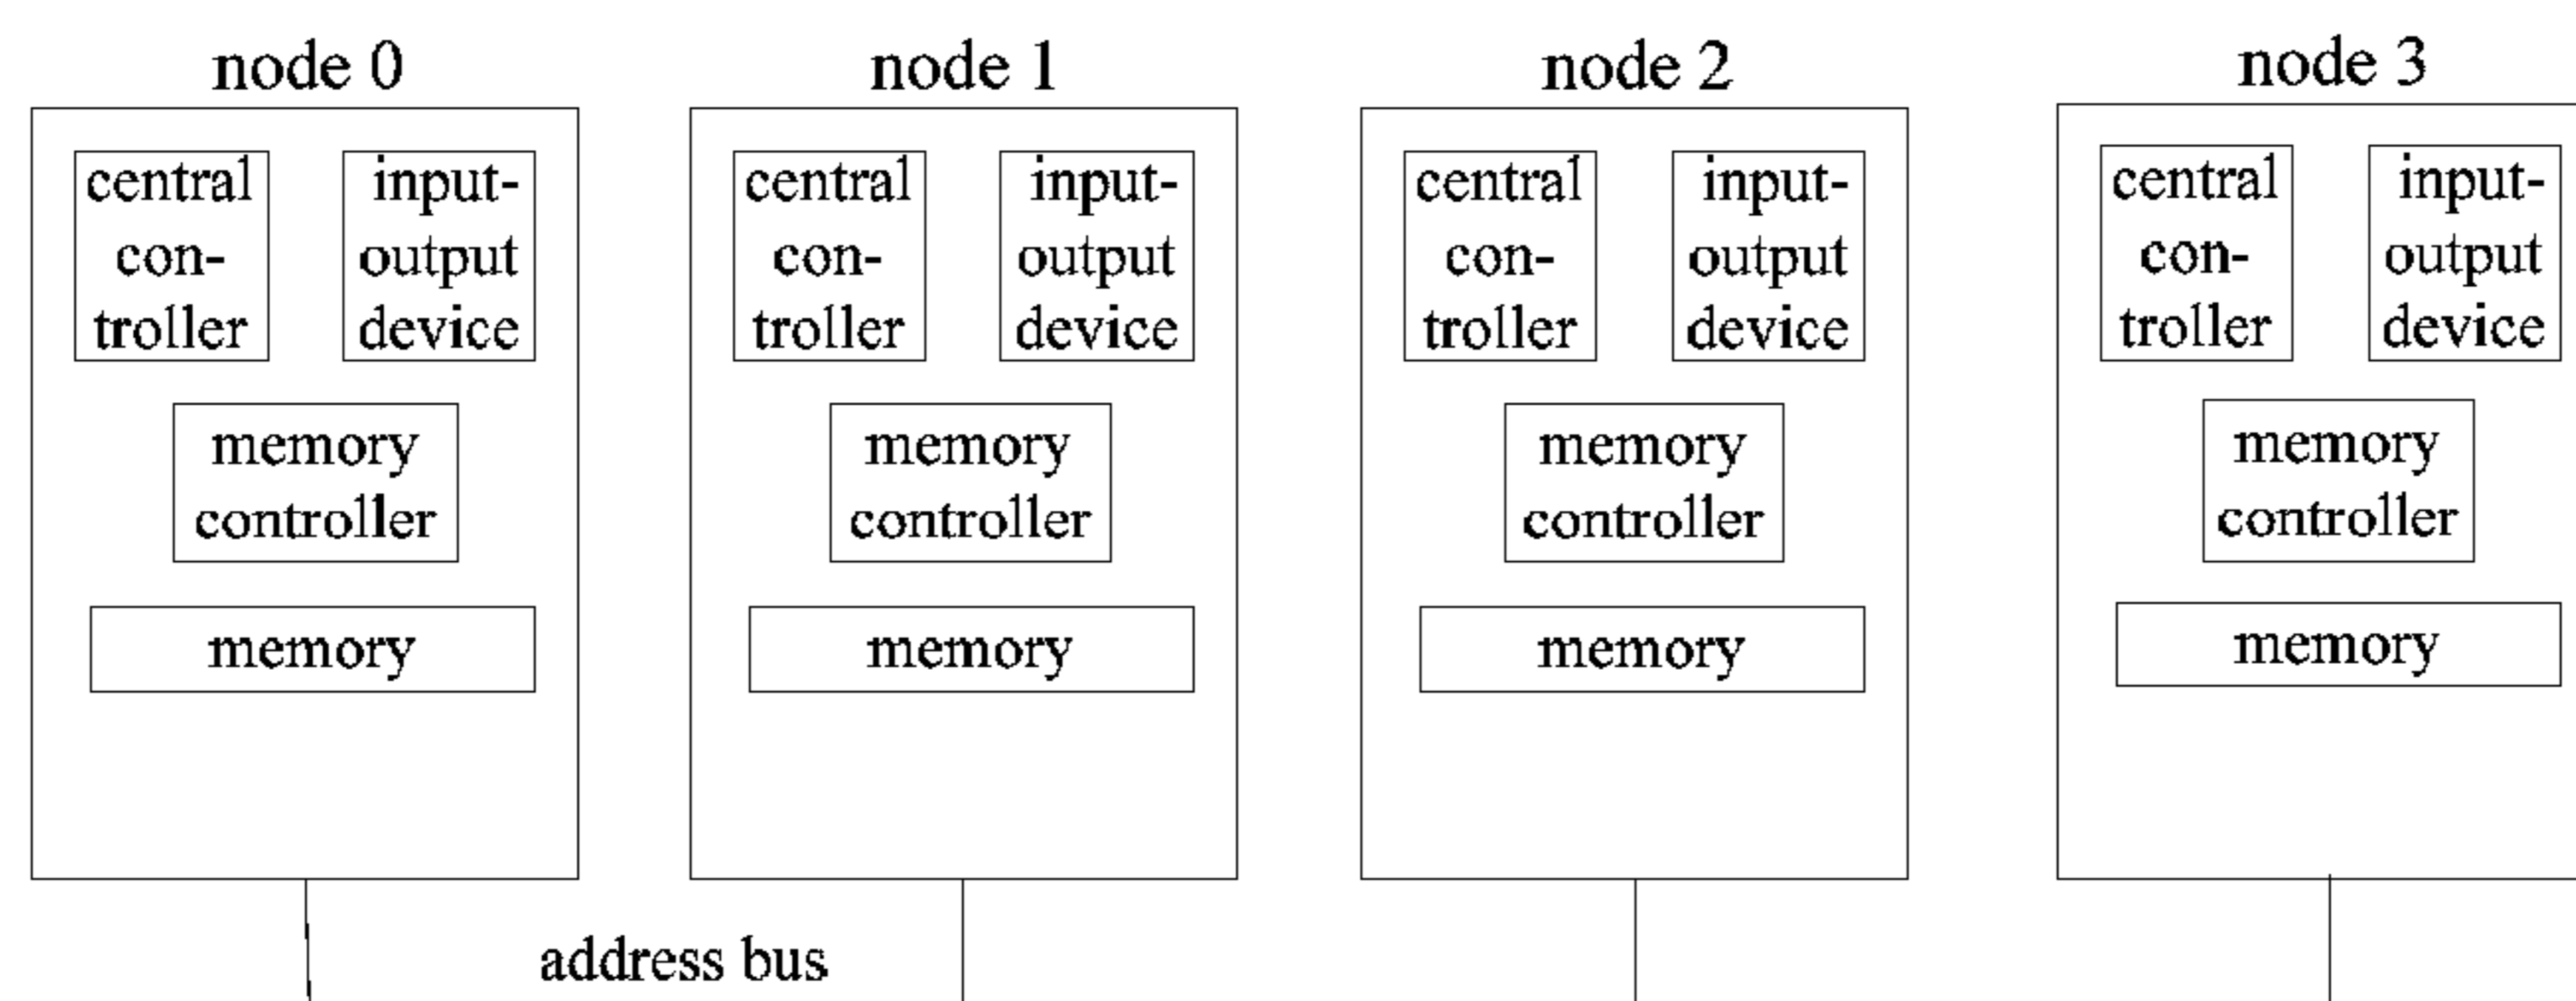 node 0
central
con-
troller
input-
output
device
memory
controller
memory
node 1
central
con-
troller
input-
output
device
memory
controller
memory
node 2
central
con-
troller
input-
output
device
memory
controller
memory
node 3
central
con-
troller
input-
output
device
memory
controller
memory
address bus